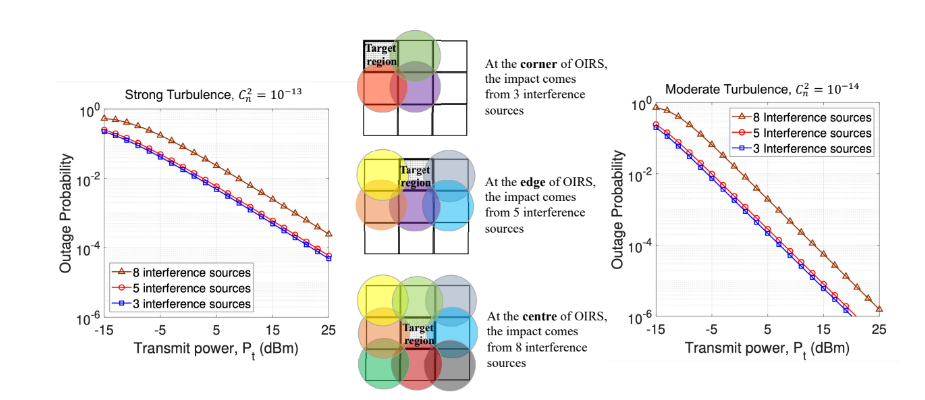 Strong Turbulence, C_n^2 = 10^-13
10^0
10^-2
10^-4
10^-6
Outage Probability
8 interference sources
5 interference sources
3 interference sources
-15
-5
5
15
25
Transmit power, P_t (dBm)
Target
region
At the corner of OIRS,
the impact comes
from 3 interference
sources
Target
region
At the edge of OIRS,
the impact comes
from 5 interference
sources
Target
region
At the centre of OIRS,
the impact comes
from 8 interference
sources
Moderate Turbulence, C_n^2 = 10^-14
10^0
10^-2
10^-4
10^-6
Outage Probability
8 Interference sources
5 Interference sources
3 Interference sources
-15
-5
5
15
25
Transmit power, P_t (dBm)